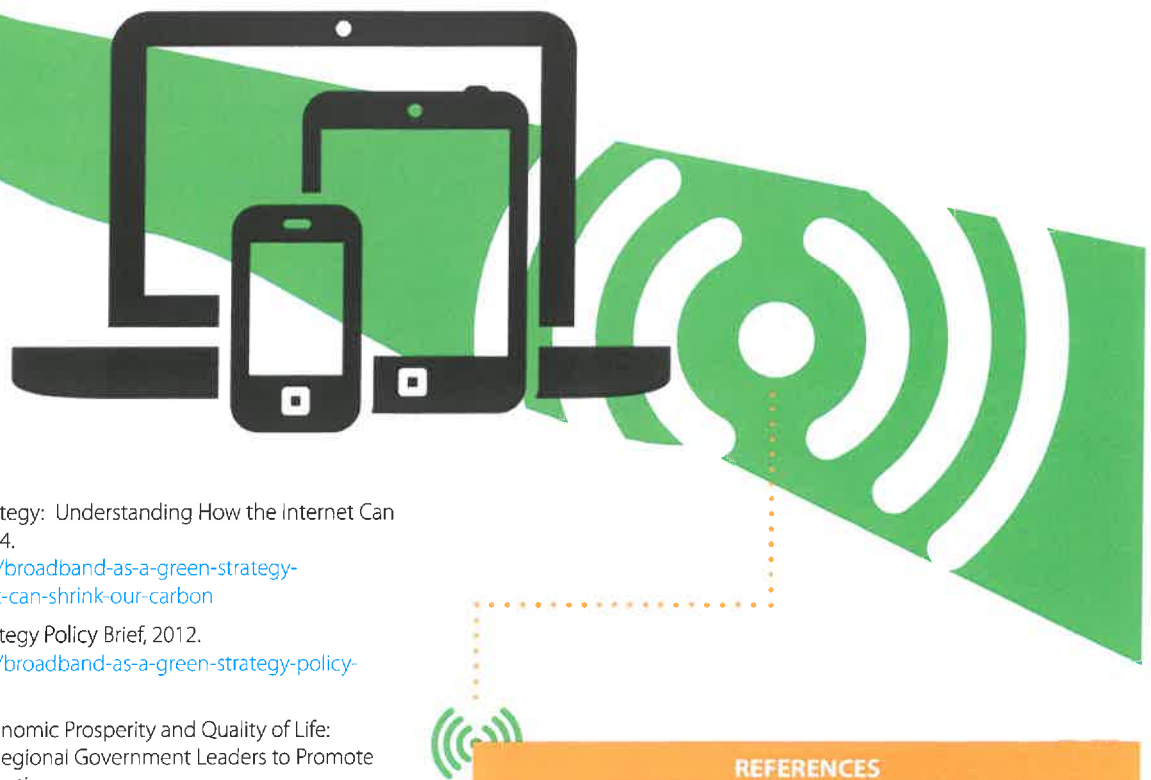 tegy: Understanding How the Internet Can
4.
/broadband-as-a-green-strategy-
-can-shrink-our-carbon
tegy Policy Brief, 2012.
/broadband-as-a-green-strategy-policy-
nomic Prosperity and Quality of Life:
egional Government Leaders to Promote
REFERENCES